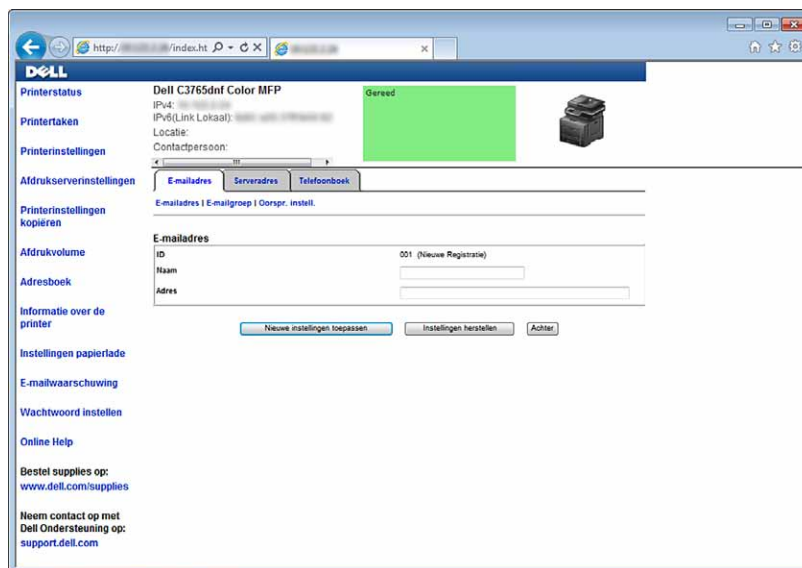 http:// /index.ht
DELL
Printerstatus
Printertaken
Printerinstellingen
Afdrukserverinstellingen
Printerinstellingen
kopiëren
Afdrukvolume
Adresboek
Informatie over de
printer
Instellingen papierlade
E-mailwaarschuwing
Wachtwoord instellen
Online Help
Bestel supplies op:
www.dell.com/supplies
Neem contact op met
Dell Ondersteuning op:
support.dell.com
Dell C3765dnf Color MFP
IPv4:
IPv6(Link Lokaal):
Locatie:
Contactpersoon:
Gereed
E-mailadres Serveradres Telefoonboek
E-mailadres | E-mailgroep | Oorspr. instell.
E-mailadres
ID 001 (Nieuwe Registratie)
Naam
Adres
Nieuwe instellingen toepassen Instellingen herstellen Achter